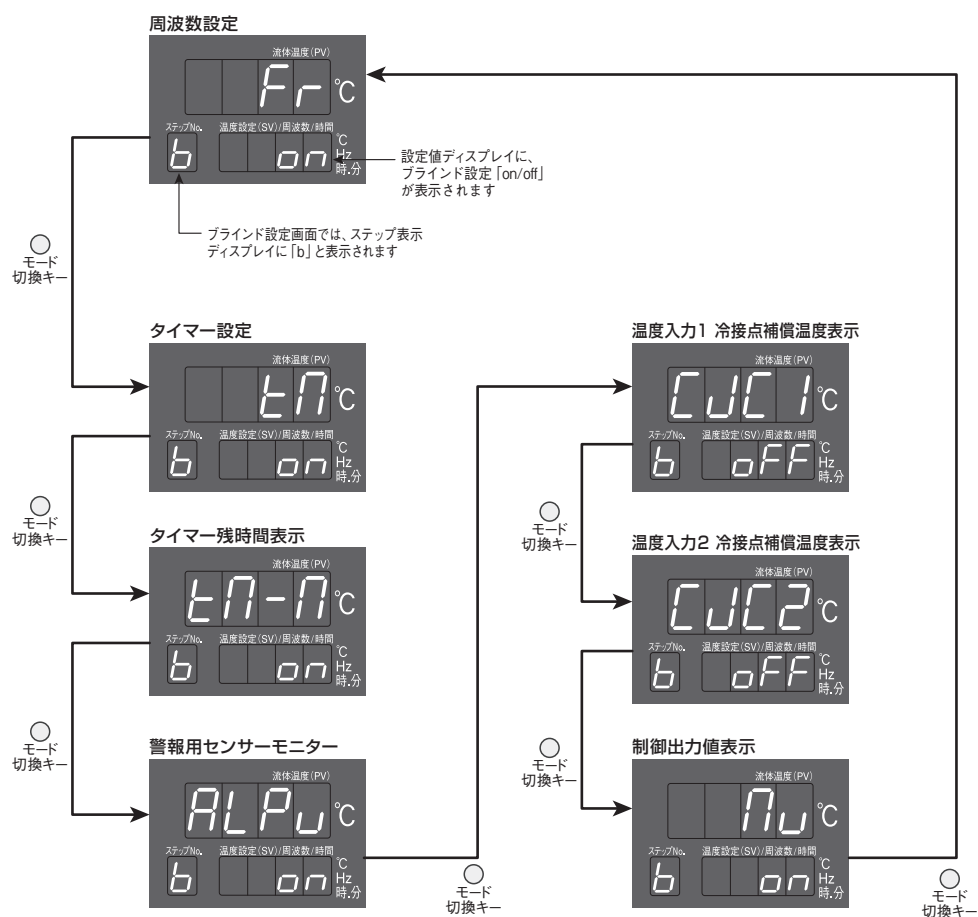 周波数設定
流体温度(PV)
Fr
℃
ステップNo.
温度設定(SV)/周波数/時間
b
on
℃
Hz
時.分
設定値ディスプレイに、
ブラインド設定「on/off」
が表示されます
ブラインド設定画面では、ステップ表示
ディスプレイに「b」と表示されます
モード
切換キー
タイマー設定
流体温度(PV)
tM
℃
ステップNo.
温度設定(SV)/周波数/時間
b
on
℃
Hz
時.分
モード
切換キー
タイマー残時間表示
流体温度(PV)
tM-M
℃
ステップNo.
温度設定(SV)/周波数/時間
b
on
℃
Hz
時.分
モード
切換キー
警報用センサーモニター
流体温度(PV)
ALPu
℃
ステップNo.
温度設定(SV)/周波数/時間
b
on
℃
Hz
時.分
モード
切換キー
温度入力1 冷接点補償温度表示
流体温度(PV)
CJC1
℃
ステップNo.
温度設定(SV)/周波数/時間
b
oFF
℃
Hz
時.分
モード
切換キー
温度入力2 冷接点補償温度表示
流体温度(PV)
CJC2
℃
ステップNo.
温度設定(SV)/周波数/時間
b
oFF
℃
Hz
時.分
モード
切換キー
制御出力値表示
流体温度(PV)
Mu
℃
ステップNo.
温度設定(SV)/周波数/時間
b
on
℃
Hz
時.分
モード
切換キー